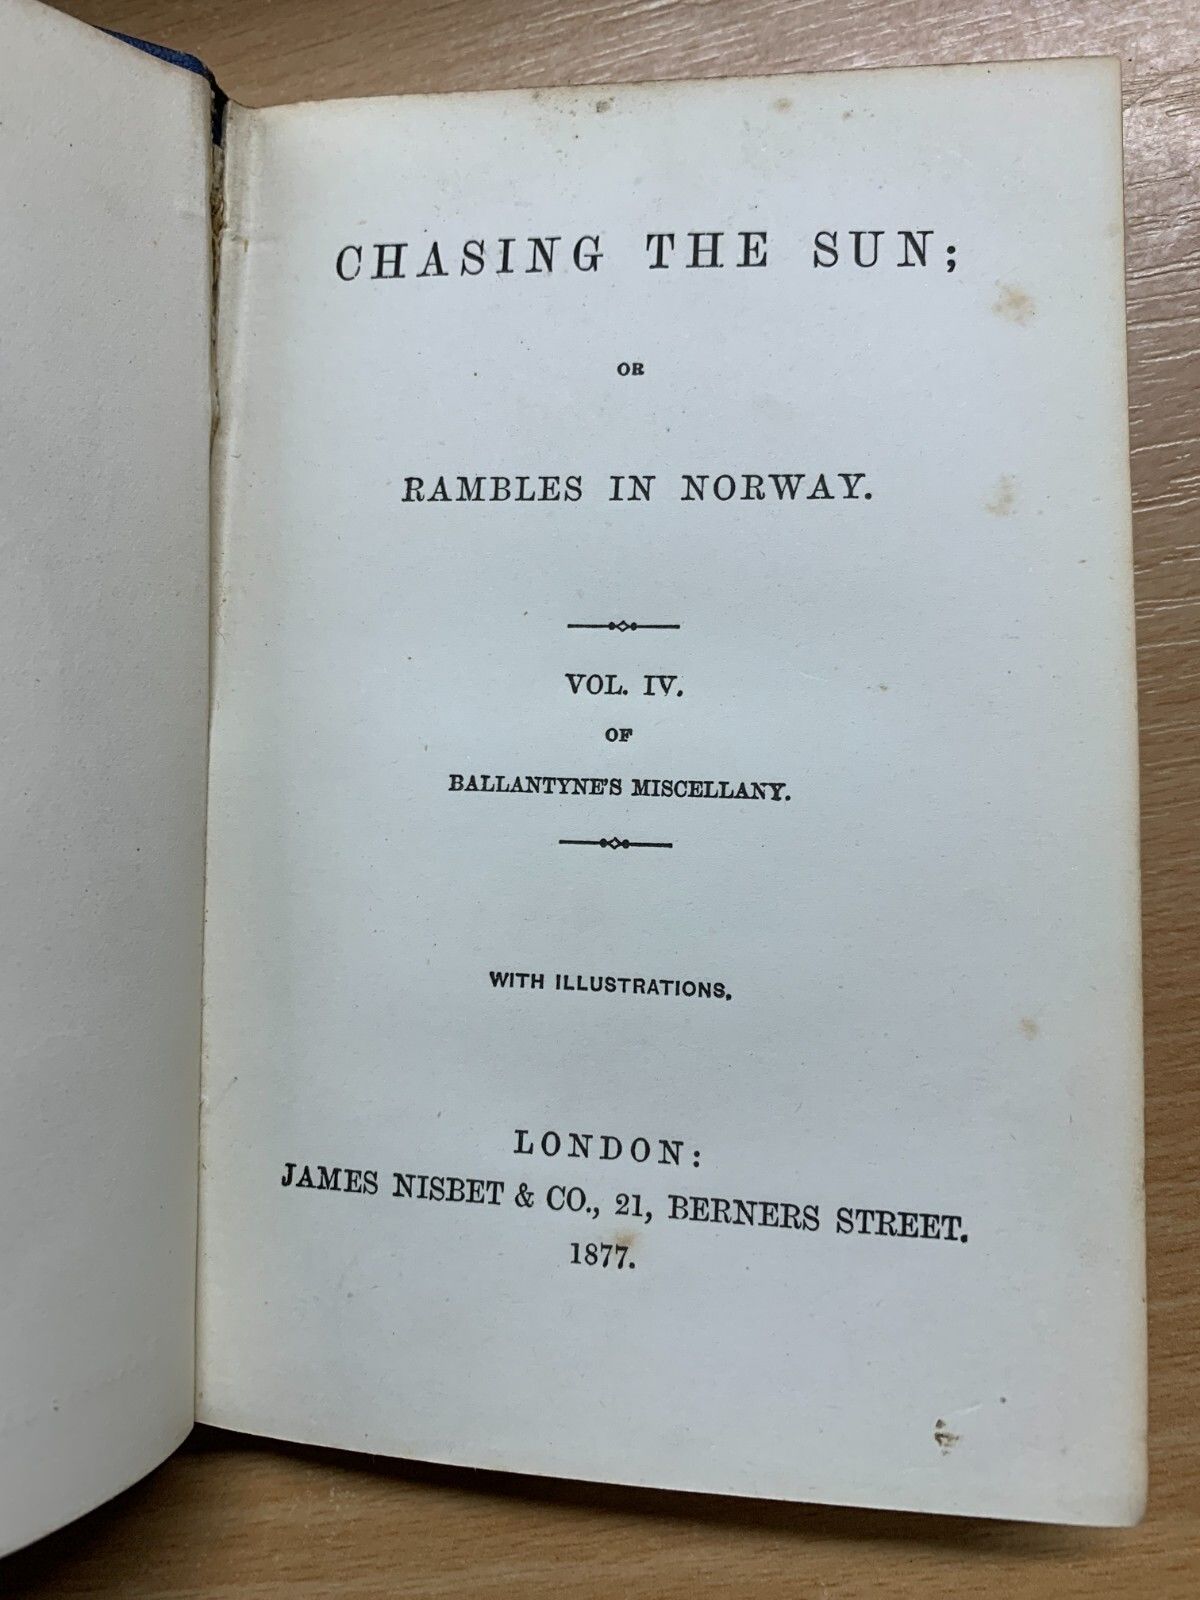 CHASING THE SUN;
OR
RAMBLES IN NORWAY.
VOL. IV.
OF
BALLANTYNE'S MISCELLANY.
WITH ILLUSTRATIONS.
LONDON:
JAMES NISBET & CO., 21, BERNERS STREET.
1877.